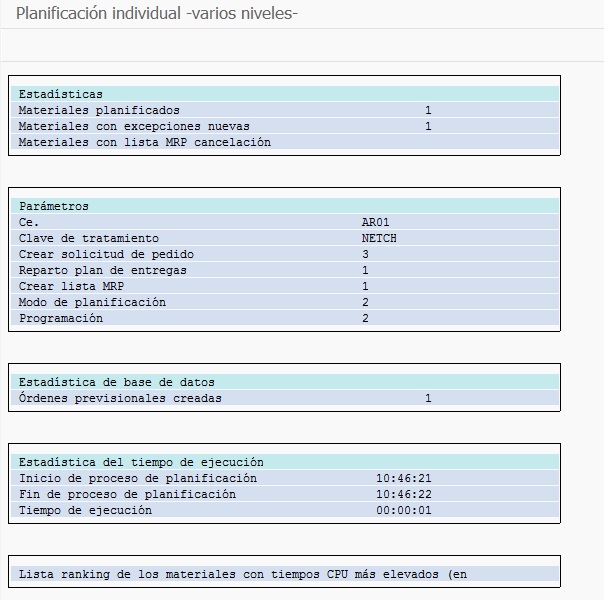 Planificación individual -varios niveles-
Estadísticas
Materiales planificados 1
Materiales con excepciones nuevas 1
Materiales con lista MRP cancelación
Parámetros
Ce. AR01
Clave de tratamiento NETCH
Crear solicitud de pedido 3
Reparto plan de entregas 1
Crear lista MRP 1
Modo de planificación 2
Programación 2
Estadística de base de datos
Órdenes previsionales creadas 1
Estadística del tiempo de ejecución
Inicio de proceso de planificación 10:46:21
Fin de proceso de planificación 10:46:22
Tiempo de ejecución 00:00:01
Lista ranking de los materiales con tiempos CPU más elevados (en